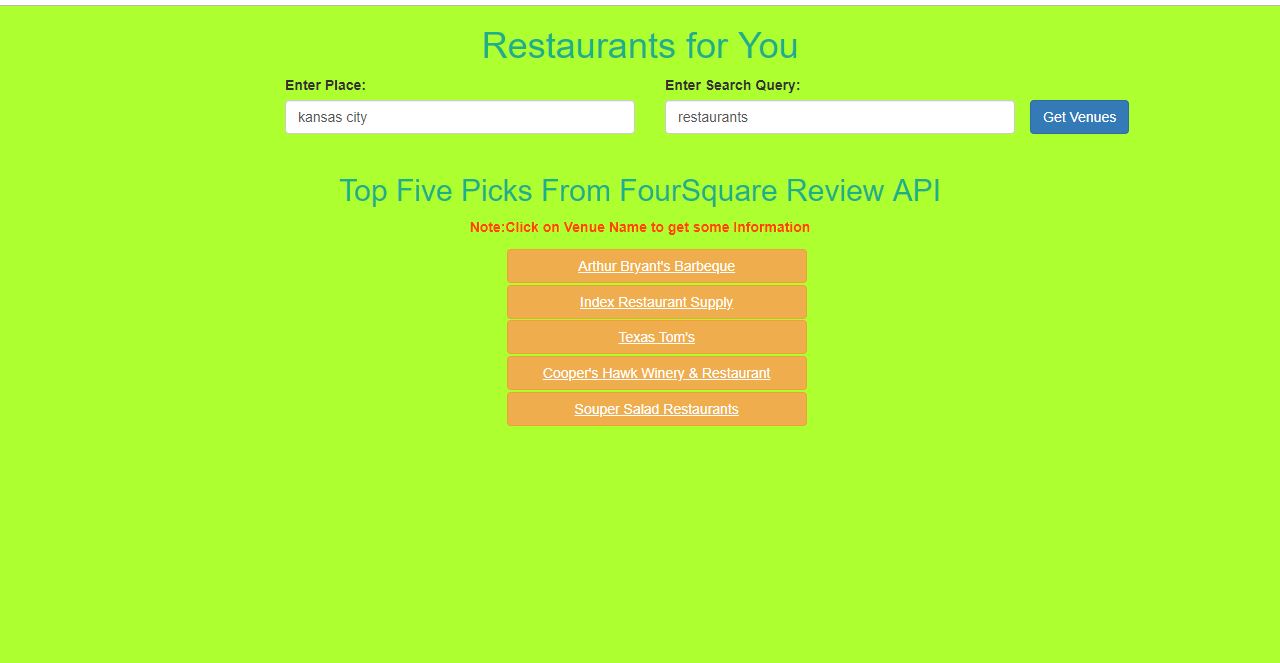 Restaurants for You
Enter Place:
Enter Search Query:
kansas city
restaurants
Get Venues
Top Five Picks From FourSquare Review API
Note:Click on Venue Name to get some Information
Arthur Bryant's Barbeque
Index Restaurant Supply
Texas Tom's
Cooper's Hawk Winery & Restaurant
Souper Salad Restaurants